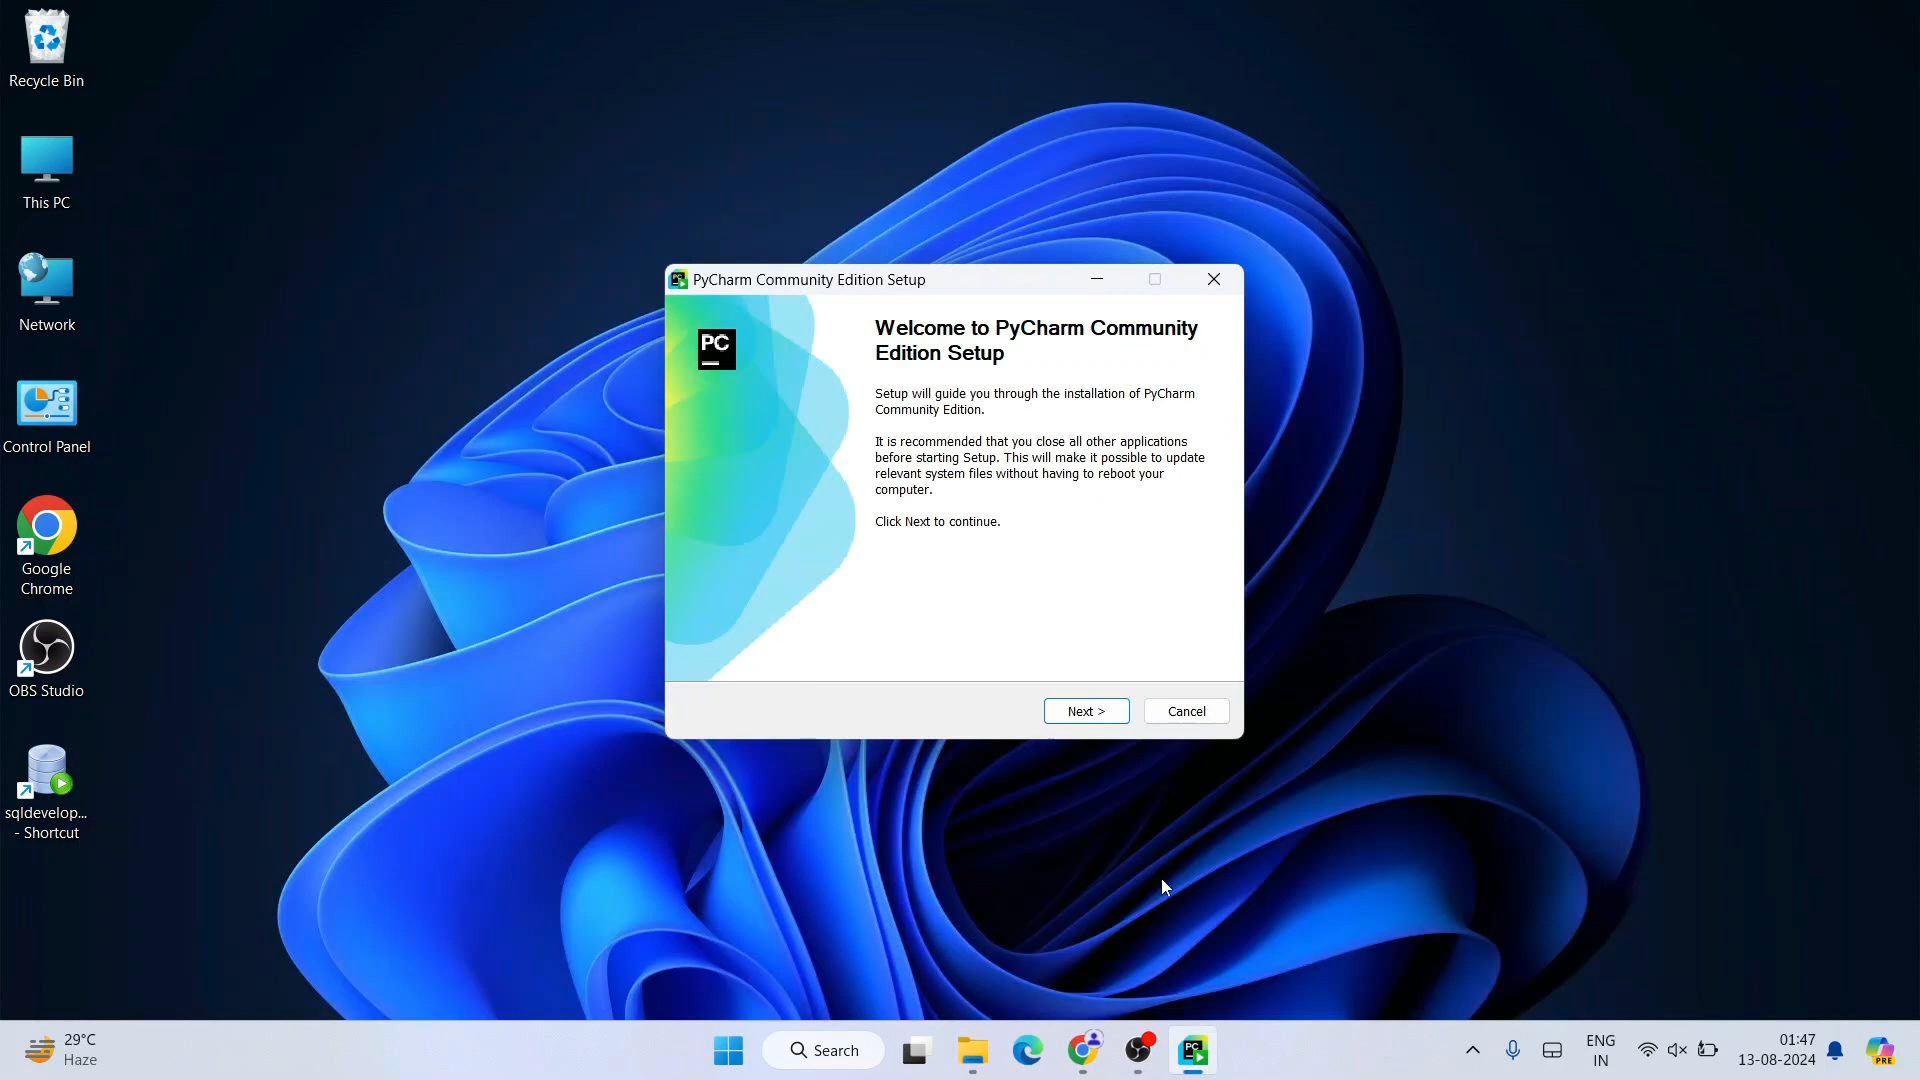 Recycle Bin
This PC
Network
Control Panel
Google
Chrome
OBS Studio
sqldevelop...
- Shortcut
PC
PyCharm Community Edition Setup
PC
Welcome to PyCharm Community
Edition Setup
Setup will guide you through the installation of PyCharm
Community Edition.
It is recommended that you close all other applications
before starting Setup. This will make it possible to update
relevant system files without having to reboot your
computer.
Click Next to continue.
Next >
Cancel
29°C
Haze
Search
PC
ENG
IN
01:47
13-08-2024
PRE